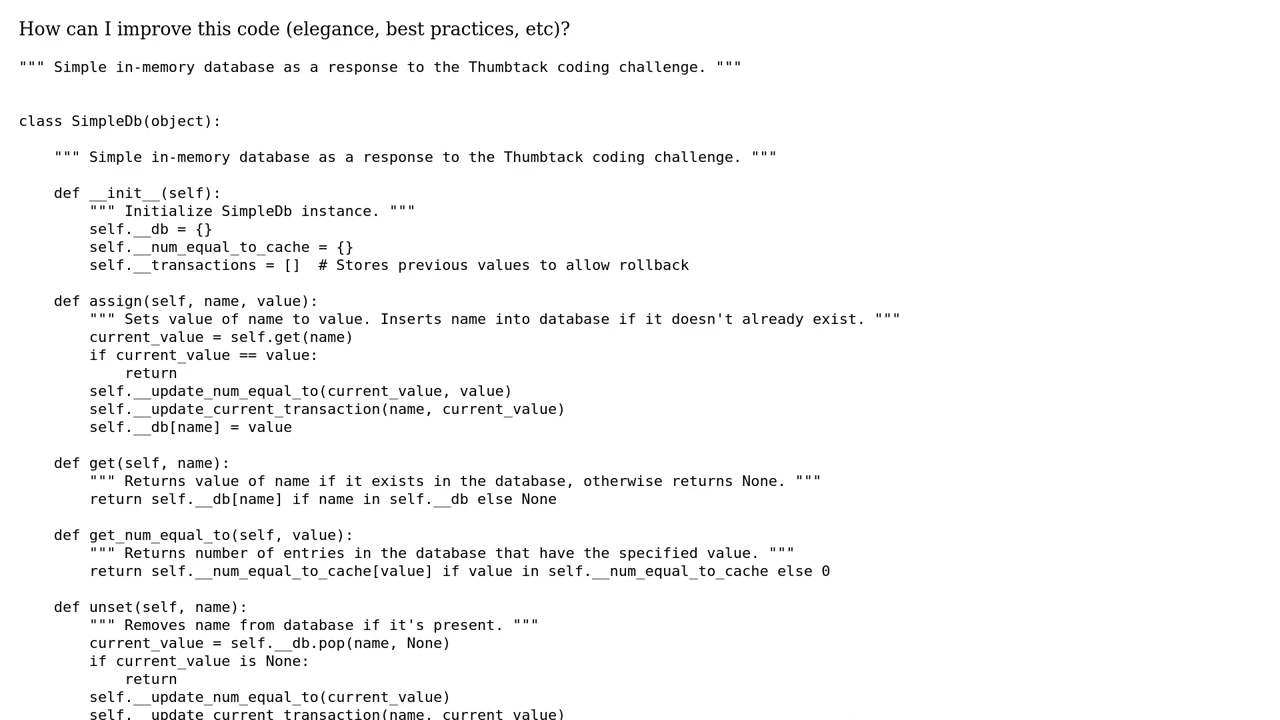 How can I improve this code (elegance, best practices, etc)?
""" Simple in-memory database as a response to the Thumbtack coding challenge. """
class SimpleDb(object):
    """ Simple in-memory database as a response to the Thumbtack coding challenge. """
    def __init__(self):
        """ Initialize SimpleDb instance. """
        self.__db = {}
        self.__num_equal_to_cache = {}
        self.__transactions = []  # Stores previous values to allow rollback
    def assign(self, name, value):
        """ Sets value of name to value. Inserts name into database if it doesn't already exist. """
        current_value = self.get(name)
        if current_value == value:
            return
        self.__update_num_equal_to(current_value, value)
        self.__update_current_transaction(name, current_value)
        self.__db[name] = value
    def get(self, name):
        """ Returns value of name if it exists in the database, otherwise returns None. """
        return self.__db[name] if name in self.__db else None
    def get_num_equal_to(self, value):
        """ Returns number of entries in the database that have the specified value. """
        return self.__num_equal_to_cache[value] if value in self.__num_equal_to_cache else 0
    def unset(self, name):
        """ Removes name from database if it's present. """
        current_value = self.__db.pop(name, None)
        if current_value is None:
            return
        self.__update_num_equal_to(current_value)
        self.__update_current_transaction(name, current_value)